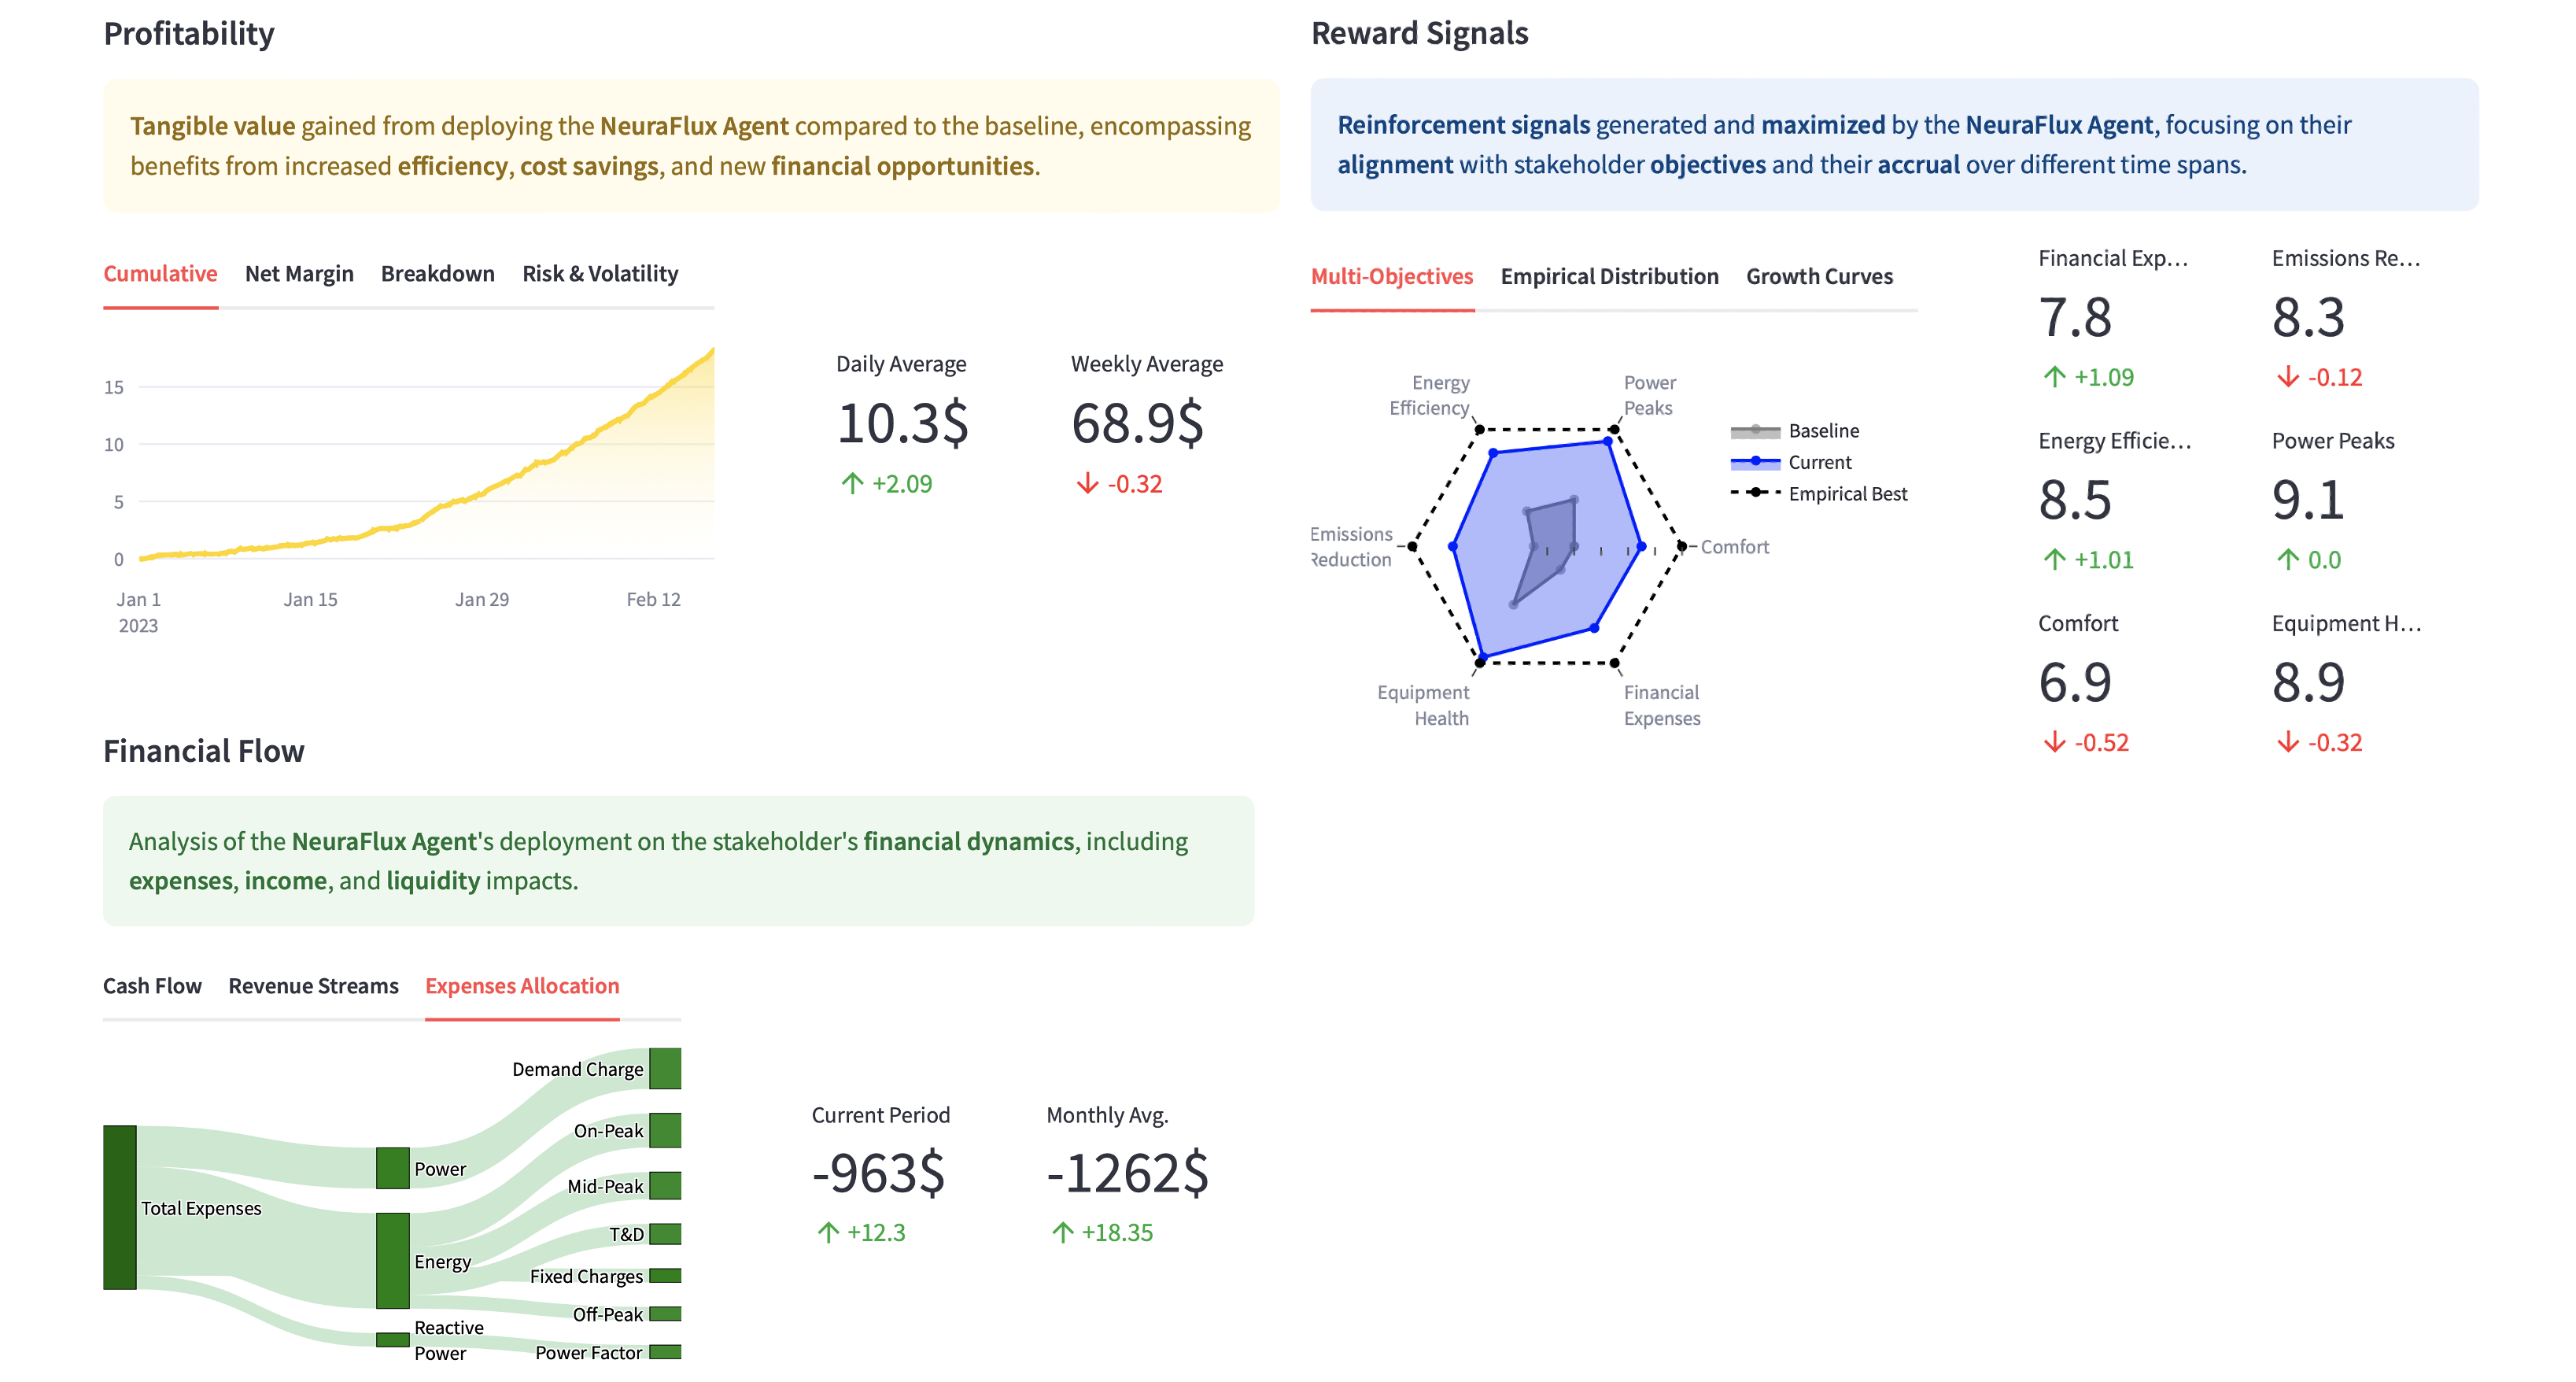 Profitability
Tangible value gained from deploying the NeuraFlux Agent compared to the baseline, encompassing
benefits from increased efficiency, cost savings, and new financial opportunities.
Cumulative Net Margin Breakdown Risk & Volatility
15
10
5
0
Jan 1
2023
Jan 15
Jan 29
Feb 12
Daily Average
10.3$
+2.09
Weekly Average
68.9$
-0.32
Reward Signals
Reinforcement signals generated and maximized by the NeuraFlux Agent, focusing on their
alignment with stakeholder objectives and their accrual over different time spans.
Multi-Objectives Empirical Distribution Growth Curves
Energy
Efficiency
Power
Peaks
Emissions
Reduction
Comfort
Equipment
Health
Financial
Expenses
Baseline
Current
Empirical Best
Financial Exp…
7.8
+1.09
Emissions Re…
8.3
-0.12
Energy Efficie…
8.5
+1.01
Power Peaks
9.1
0.0
Comfort
6.9
-0.52
Equipment H…
8.9
-0.32
Financial Flow
Analysis of the NeuraFlux Agent's deployment on the stakeholder's financial dynamics, including
expenses, income, and liquidity impacts.
Cash Flow Revenue Streams Expenses Allocation
Total Expenses
Power
Energy
Reactive
Power
Demand Charge
On-Peak
Mid-Peak
T&D
Fixed Charges
Off-Peak
Power Factor
Current Period
-963$
+12.3
Monthly Avg.
-1262$
+18.35